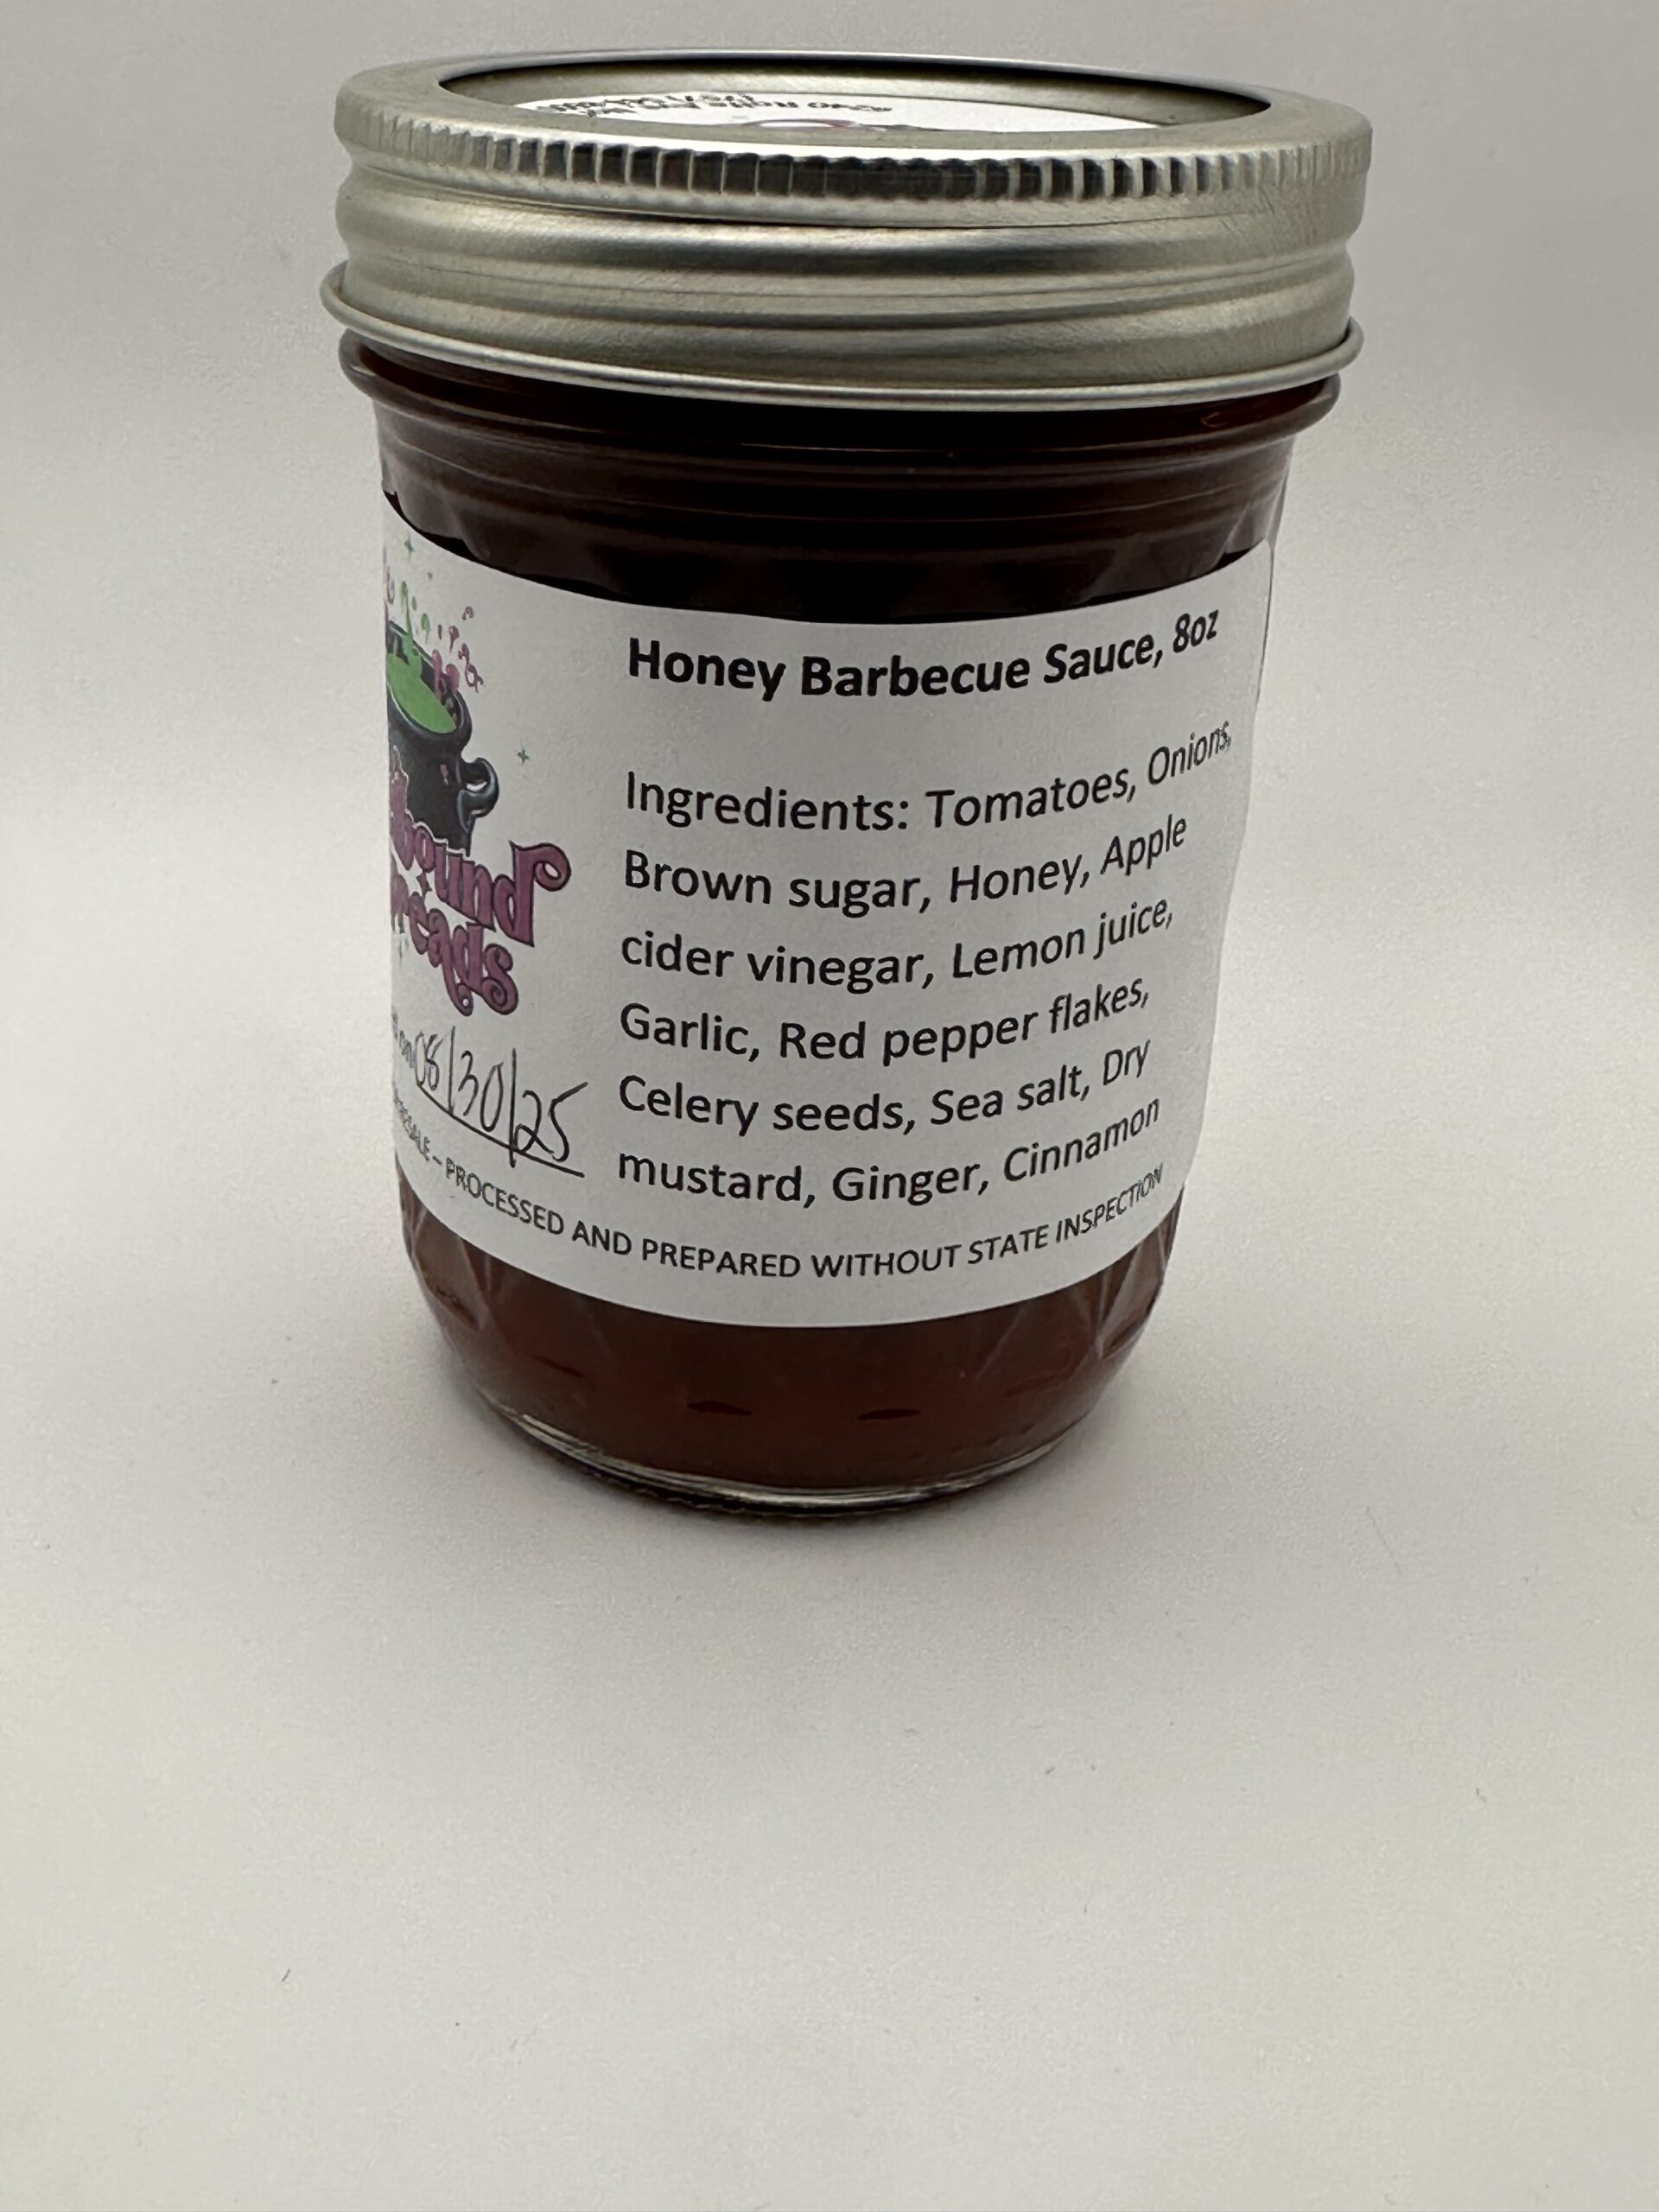 Honey Barbecue Sauce, 8oz
Ingredients: Tomatoes, Onions,
Brown sugar, Honey, Apple
cider vinegar, Lemon juice,
Garlic, Red pepper flakes,
Celery seeds, Sea salt, Dry
mustard, Ginger, Cinnamon
08/30/25
– PROCESSED AND PREPARED WITHOUT STATE INSPECTION